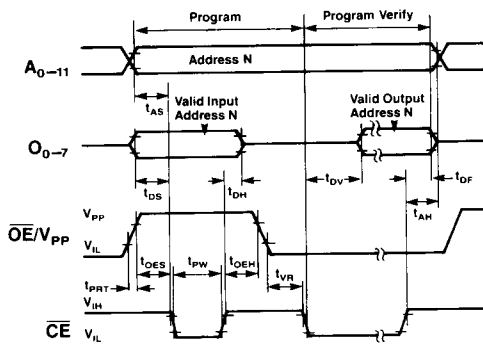 Program
Program Verify
A0–11
Address N
tAS
Valid Input
Address N
Valid Output
Address N
O0–7
tDS
tDH
tDV
tDF
tAH
OE/VPP
VPP
VIL
tPRT
tOES
tPW
tOEH
tVR
CE
VIH
VIL